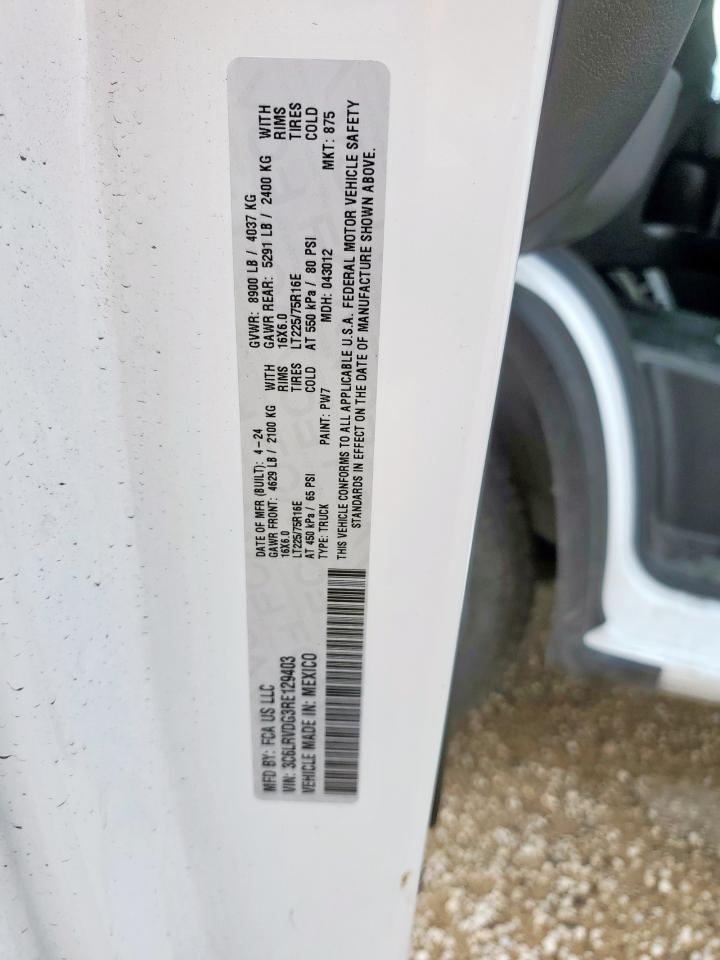 MFD BY: FCA US LLC
VIN: 3C6LRVDG3RE129403
VEHICLE MADE IN: MEXICO
DATE OF MFR (BUILT): 4-24
GAWR FRONT: 4629 LB / 2100 KG WITH
16X6.0 RIMS
LT225/75R16E TIRES
AT 450 kPa / 65 PSI COLD
TYPE: TRUCK PAINT: PW7
GVWR: 8900 LB / 4037 KG
GAWR REAR: 5291 LB / 2400 KG WITH
16X6.0 RIMS
LT225/75R16E TIRES
AT 550 kPa / 80 PSI COLD
MDH: 043012 MKT: 875
THIS VEHICLE CONFORMS TO ALL APPLICABLE U.S.A. FEDERAL MOTOR VEHICLE SAFETY
STANDARDS IN EFFECT ON THE DATE OF MANUFACTURE SHOWN ABOVE.